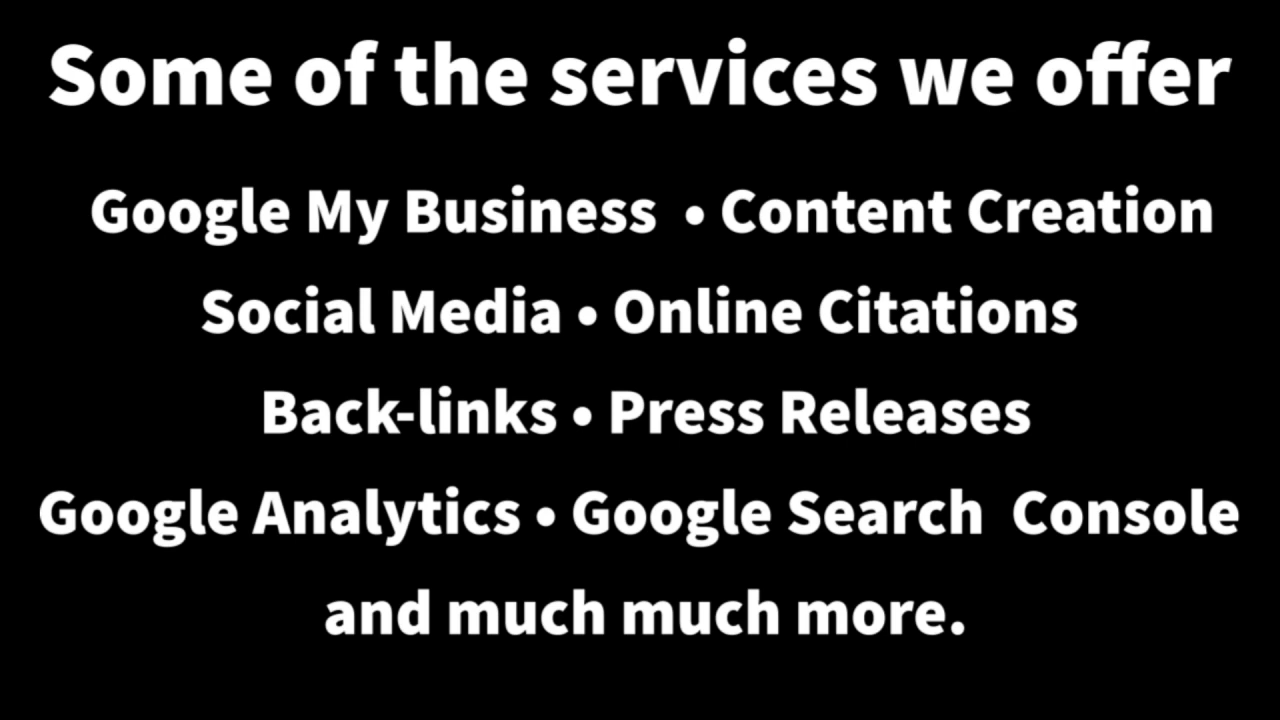 Some of the services we offer
Google My Business • Content Creation
Social Media • Online Citations
Back-links • Press Releases
Google Analytics • Google Search Console
and much much more.